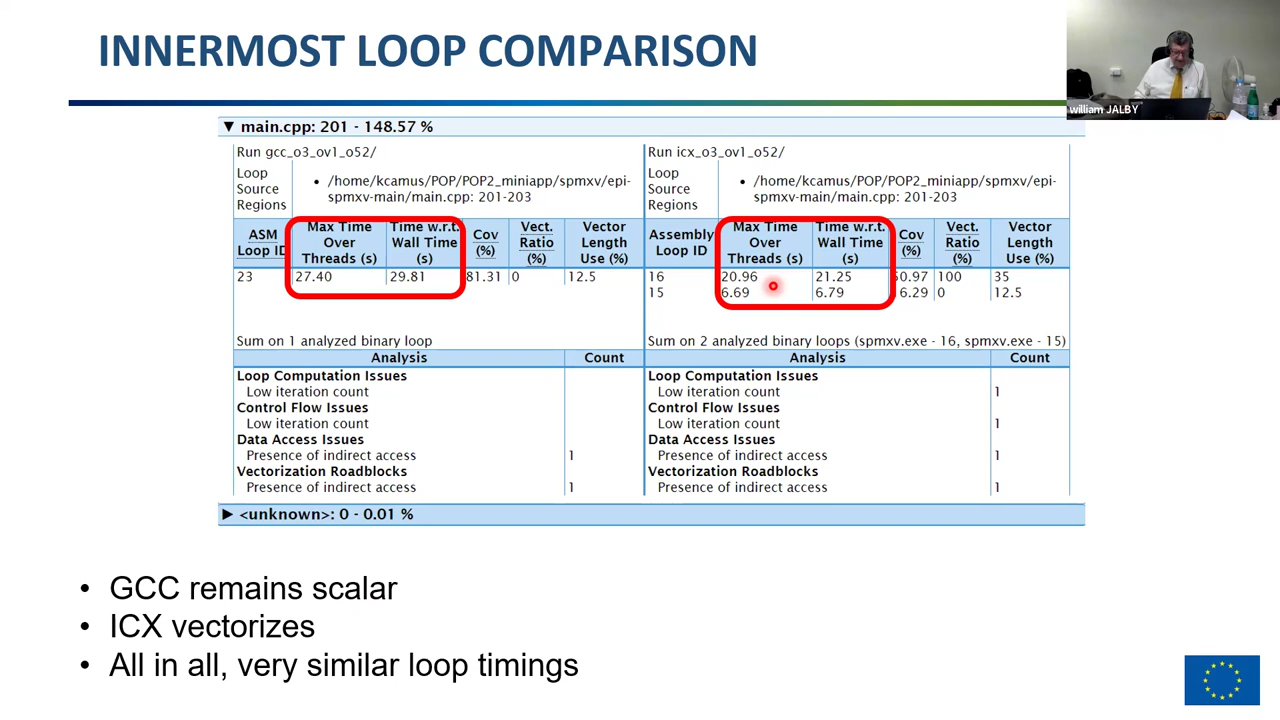 INNERMOST LOOP COMPARISON
william JALBY
▼ main.cpp: 201 - 148.57 %
Run gcc_o3_ov1_o52/
Loop Source Regions
• /home/kcamus/POP/POP2_miniapp/spmxv/epi-
spmxv-main/main.cpp: 201-203
ASM Loop ID
Max Time Over Threads (s)
Time w.r.t. Wall Time (s)
Cov (%)
Vect. Ratio (%)
Vector Length Use (%)
23 27.40 29.81 81.31 0 12.5
Sum on 1 analyzed binary loop
Analysis Count
Loop Computation Issues
Low iteration count
Control Flow Issues
Low iteration count
Data Access Issues
Presence of indirect access 1
Vectorization Roadblocks
Presence of indirect access 1
Run icx_o3_ov1_o52/
Loop Source Regions
• /home/kcamus/POP/POP2_miniapp/spmxv/epi-
spmxv-main/main.cpp: 201-203
Assembly Loop ID
Max Time Over Threads (s)
Time w.r.t. Wall Time (s)
Cov (%)
Vect. Ratio (%)
Vector Length Use (%)
16 20.96 21.25 0.97 100 35
15 6.69 6.79 6.29 0 12.5
Sum on 2 analyzed binary loops (spmxv.exe - 16, spmxv.exe - 15)
Analysis Count
Loop Computation Issues
Low iteration count 1
Control Flow Issues
Low iteration count 1
Data Access Issues
Presence of indirect access 1
Vectorization Roadblocks
Presence of indirect access 1
▶ <unknown>: 0 - 0.01 %
• GCC remains scalar
• ICX vectorizes
• All in all, very similar loop timings